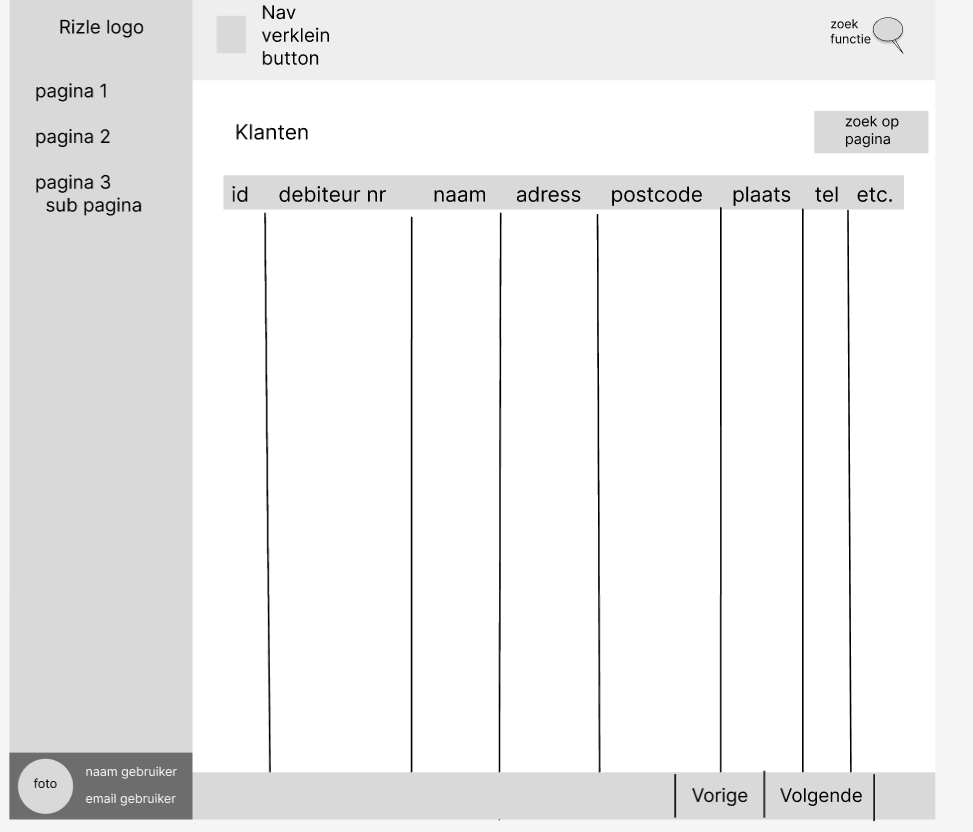 Rizle logo
pagina 1
pagina 2
pagina 3
sub pagina
foto
naam gebruiker
email gebruiker
Nav
verklein
button
zoek
functie
Klanten
zoek op
pagina
id debiteur nr naam adress postcode plaats tel etc.
Vorige Volgende